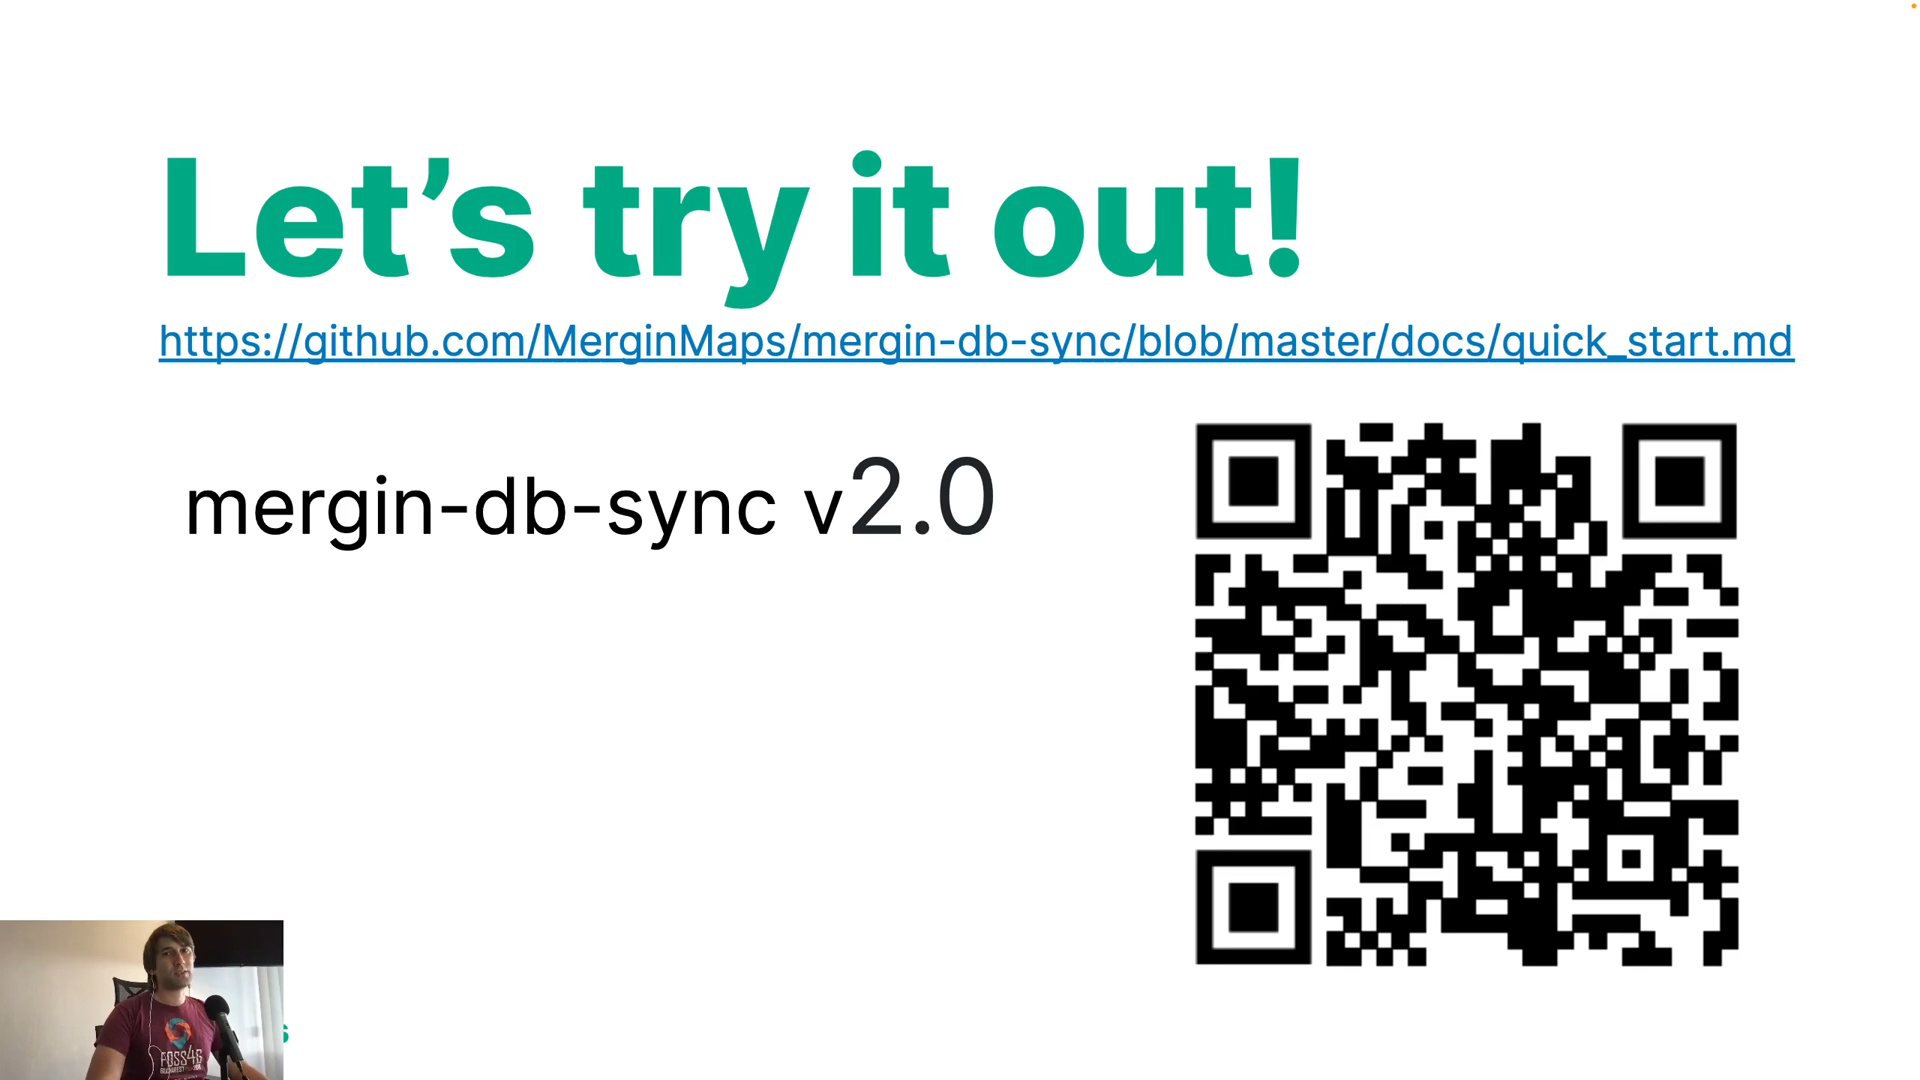 Let’s try it out!
https://github.com/MerginMaps/mergin-db-sync/blob/master/docs/quick_start.md
mergin-db-sync v2.0
FOSS4G
s